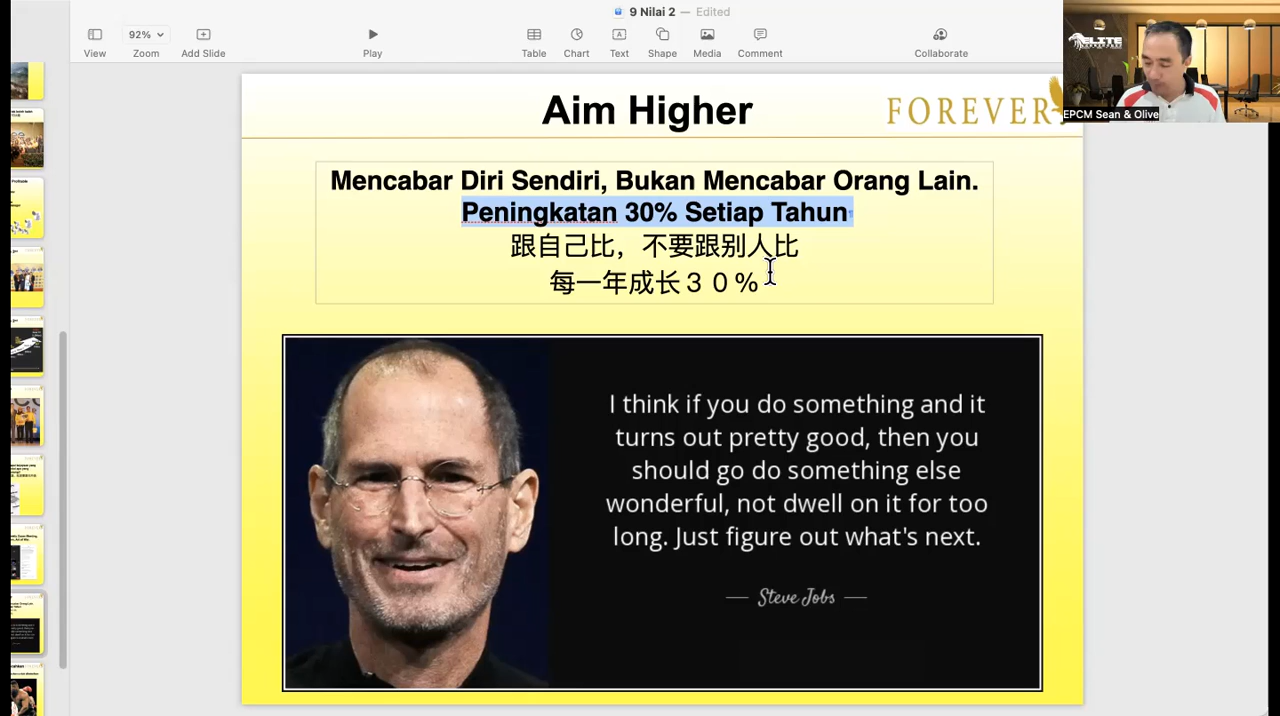 9 Nilai 2 — Edited
92%
View
Zoom
Add Slide
Play
Table
Chart
Text
Shape
Media
Comment
Collaborate
ELITE
EPCM Sean & Olive
Aim Higher
FOREVER
Mencabar Diri Sendiri, Bukan Mencabar Orang Lain.
Peningkatan 30% Setiap Tahun
跟自己比，不要跟别人比
每一年成长３０%
I think if you do something and it
turns out pretty good, then you
should go do something else
wonderful, not dwell on it for too
long. Just figure out what's next.
— Steve Jobs —